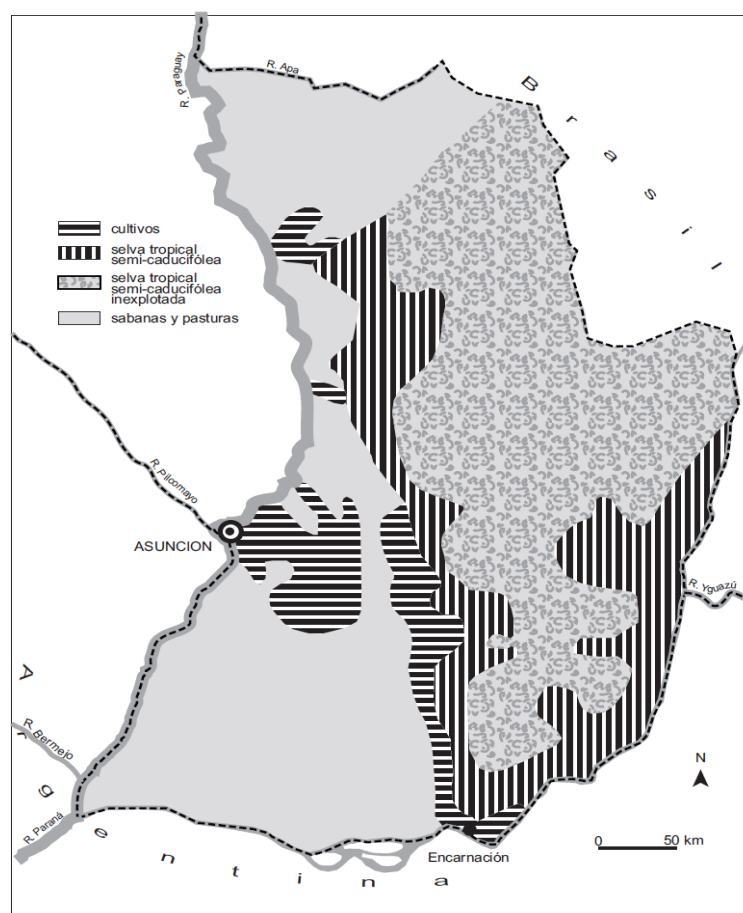 R. Paraguay
R. Apa
Brasil
cultivos
selva tropical
semi-caducifólea
selva tropical
semi-caducifólea
inexplotada
sabanas y pasturas
R. Pilcomayo
ASUNCION
R. Yguazú
Argentina
R. Bermejo
R. Paraná
N
0 50 km
Encarnación